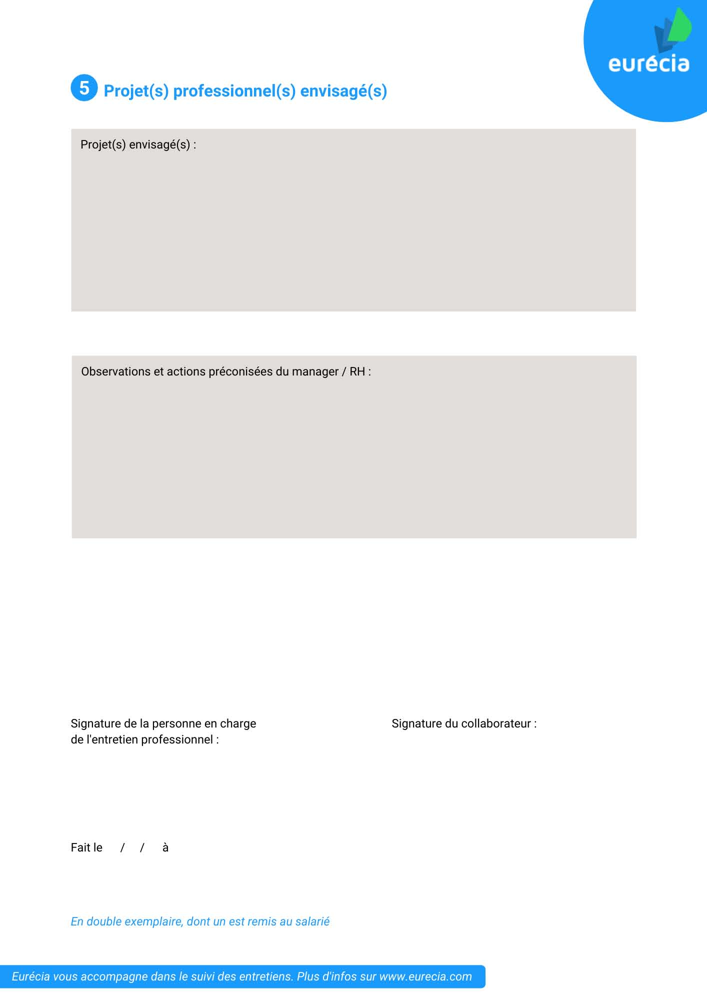 eurécia
5 Projet(s) professionnel(s) envisagé(s)
Projet(s) envisagé(s) :
Observations et actions préconisées du manager / RH :
Signature de la personne en charge
de l'entretien professionnel :
Signature du collaborateur :
Fait le / / à
En double exemplaire, dont un est remis au salarié
Eurécia vous accompagne dans le suivi des entretiens. Plus d'infos sur www.eurecia.com